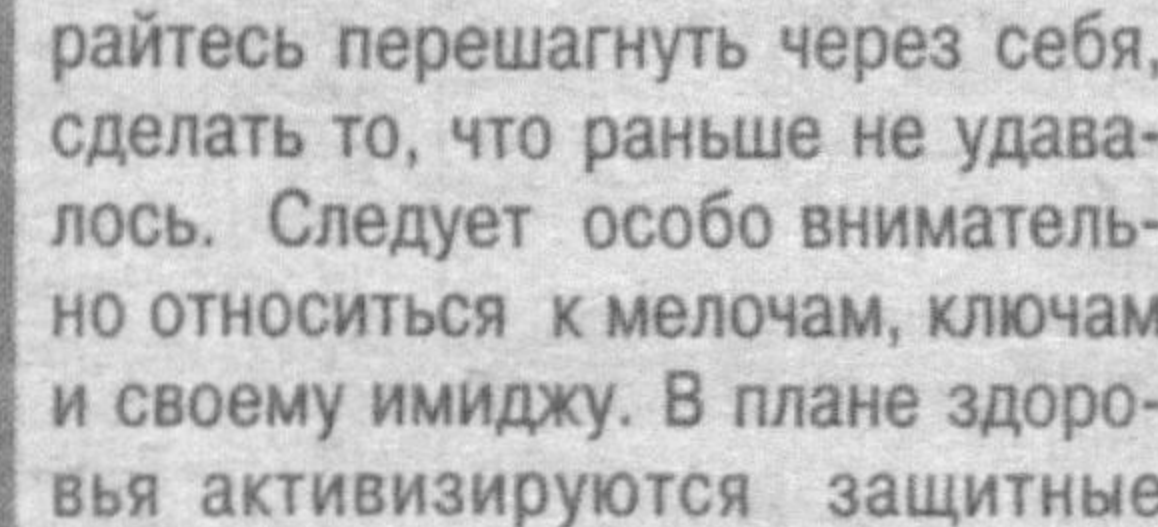 райтесь перешагнуть через себя,
сделать то, что раньше не удава-
лось. Следует особо вниматель-
но относиться к мелочам, ключам
и своему имиджу. В плане здоро-
вья активизируются защитные